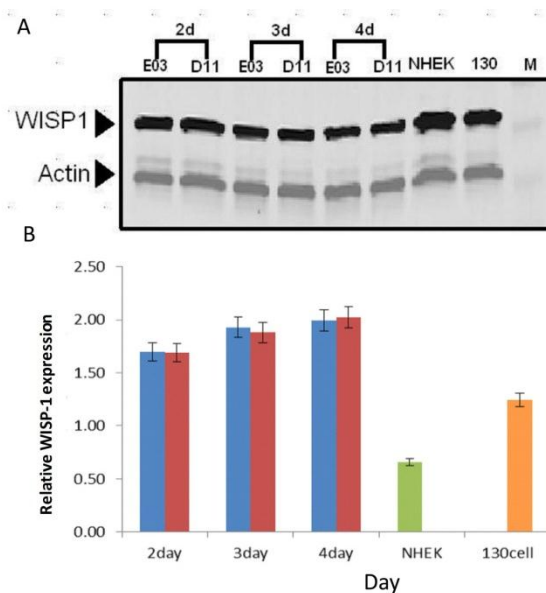 A
2d 3d 4d
E03 D11 E03 D11 E03 D11 NHEK 130 M
WISP1
Actin
B
Relative WISP-1 expression
2.50
2.00
1.50
1.00
0.50
0.00
2day 3day 4day NHEK 130cell
Day